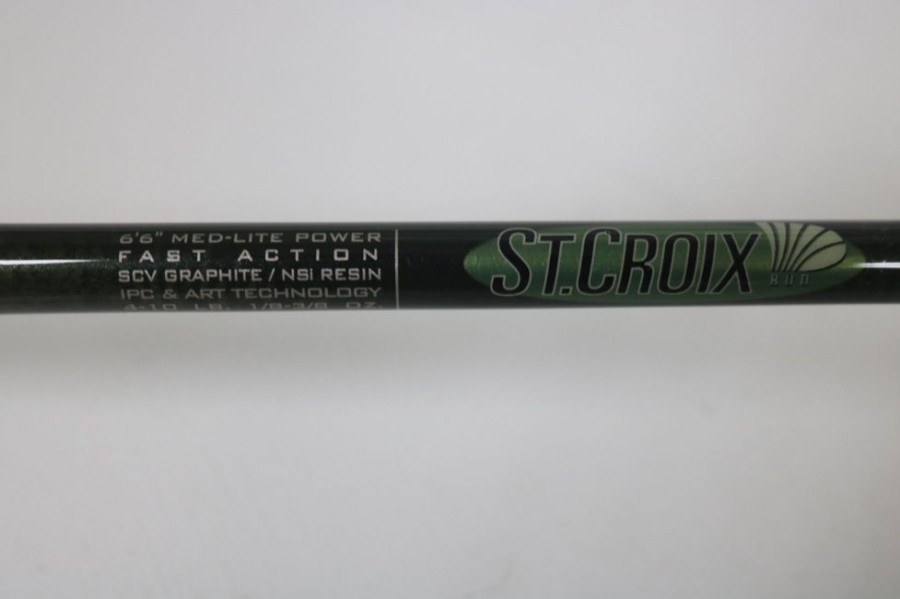 6'6" MED-LITE POWER
FAST ACTION
SCV GRAPHITE / NSi RESIN
IPC & ART TECHNOLOGY
4-10 LB. 1/8-3/8 OZ.
ST.CROIX
ROD